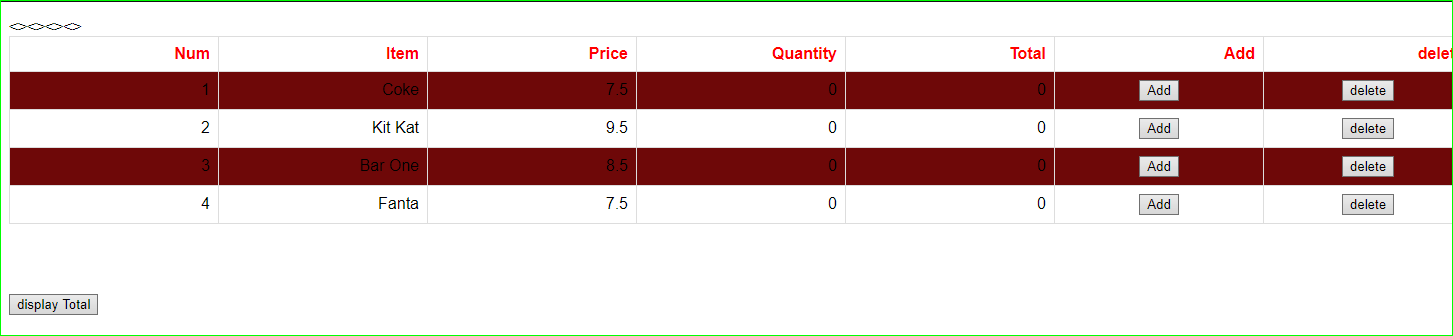 <><><><>
Num Item Price Quantity Total Add delet
1 Coke 7.5 0 0 Add delete
2 Kit Kat 9.5 0 0 Add delete
3 Bar One 8.5 0 0 Add delete
4 Fanta 7.5 0 0 Add delete
display Total